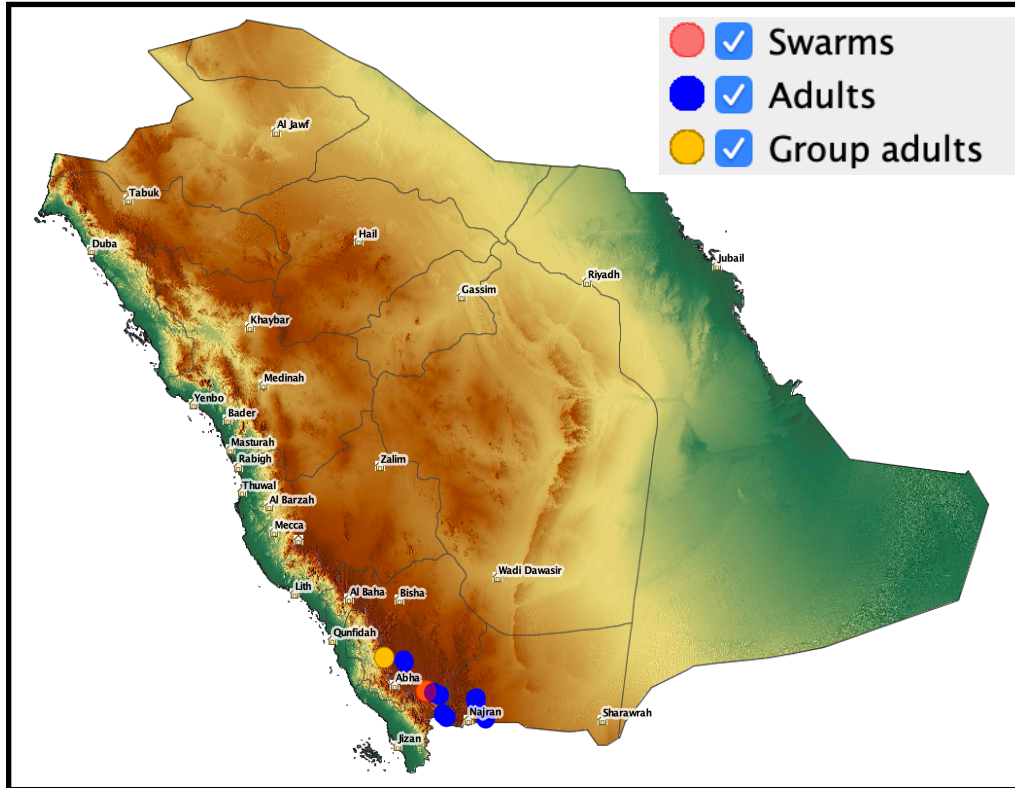 Swarms
Adults
Group adults
Al Jawf
Tabuk
Hail
Duba
Jubail
Riyadh
Gassim
Khaybar
Medinah
Yenbo
Bader
Masturah
Rabigh
Zalim
Thuwal
Al Barzah
Mecca
Wadi Dawasir
Lith
Al Baha
Bisha
Qunfidah
Abha
Najran
Sharawrah
Jizan